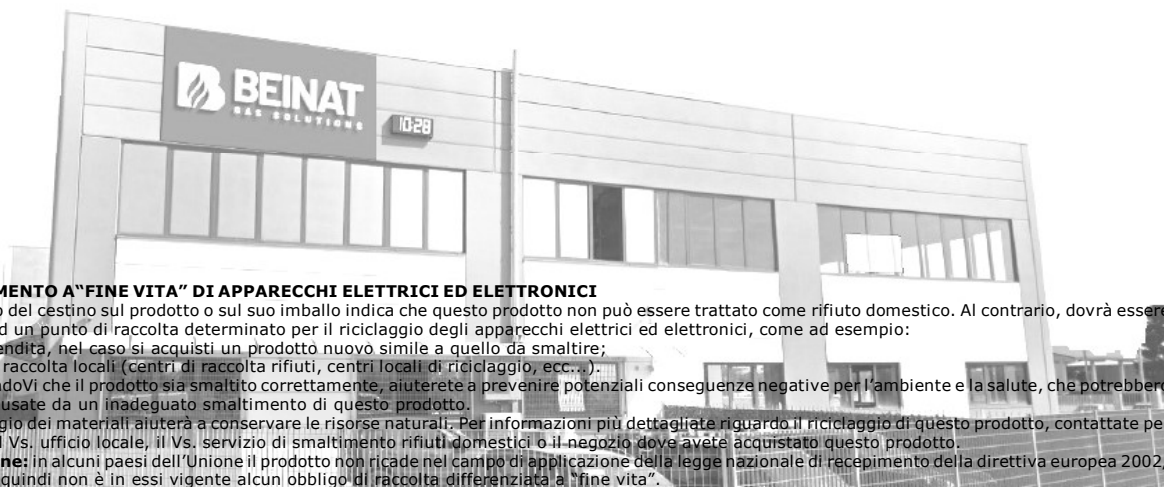 BEINAT
GAS SOLUTIONS
10:28
MENTO A“FINE VITA” DI APPARECCHI ELETTRICI ED ELETTRONICI
o del cestino sul prodotto o sul suo imballo indica che questo prodotto non può essere trattato come rifiuto domestico. Al contrario, dovrà essere
d un punto di raccolta determinato per il riciclaggio degli apparecchi elettrici ed elettronici, come ad esempio:
endita, nel caso si acquisti un prodotto nuovo simile a quello da smaltire;
raccolta locali (centri di raccolta rifiuti, centri locali di riciclaggio, ecc...).
doVi che il prodotto sia smaltito correttamente, aiuterete a prevenire potenziali conseguenze negative per l’ambiente e la salute, che potrebbero
usate da un inadeguato smaltimento di questo prodotto.
gio dei materiali aiuterà a conservare le risorse naturali. Per informazioni più dettagliate riguardo il riciclaggio di questo prodotto, contattate pe
l Vs. ufficio locale, il Vs. servizio di smaltimento rifiuti domestici o il negozio dove avete acquistato questo prodotto.
ne: in alcuni paesi dell’Unione il prodotto non ricade nel campo di applicazione della legge nazionale di recepimento della direttiva europea 2002,
quindi non è in essi vigente alcun obbligo di raccolta differenziata a “fine vita”.